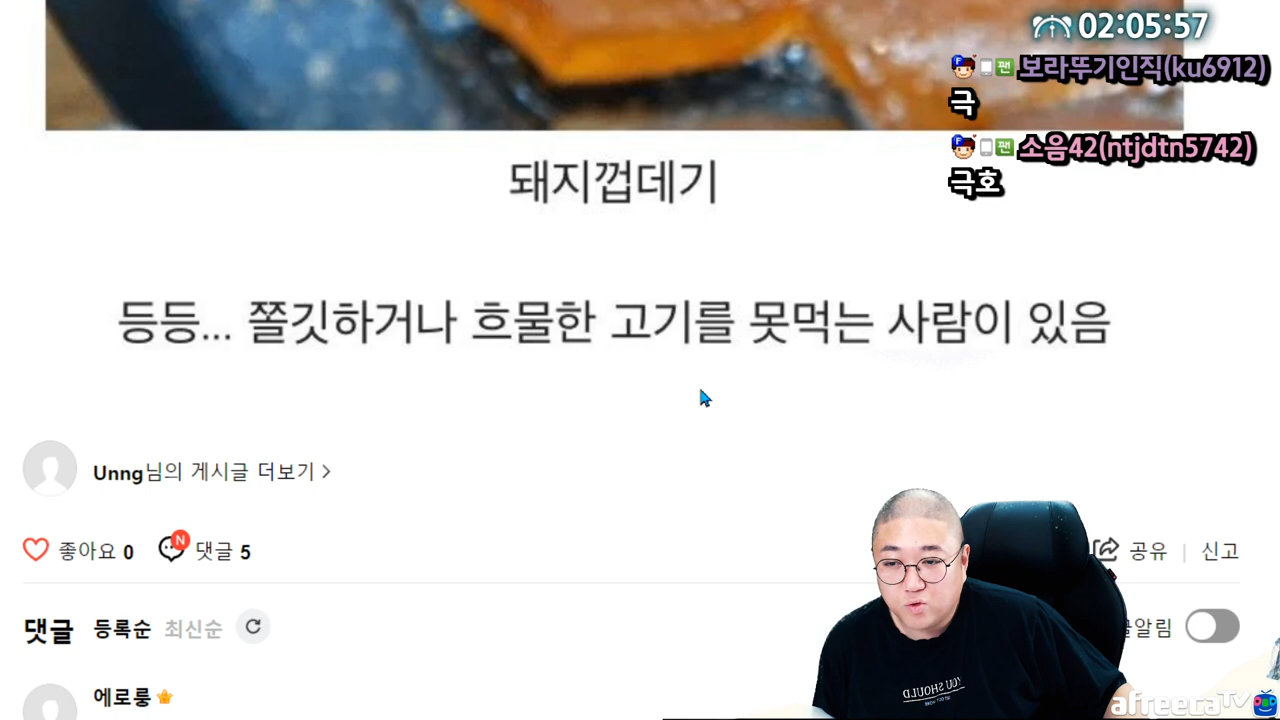 02:05:57
보라뚜기인직(ku6912)
극
소음42(ntjdtn5742)
극호
돼지껍데기
등등... 쫄깃하거나 흐물한 고기를 못먹는 사람이 있음
Unng님의 게시글 더보기 >
좋아요 0 N 댓글 5
공유 | 신고
댓글 등록순 최신순
글알림
에로룽
YOU SHOULD
afreecaTV